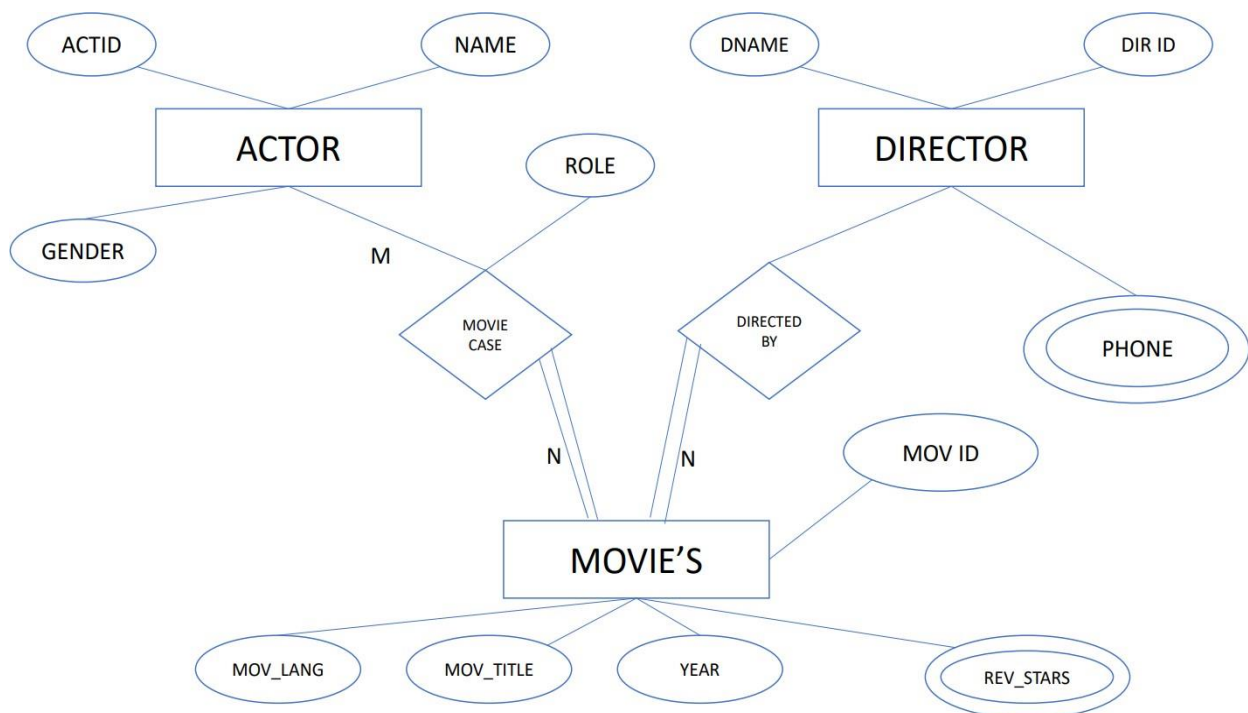 ACTID
NAME
DNAME
DIR ID
ACTOR
DIRECTOR
ROLE
GENDER
M
MOVIE
CASE
DIRECTED
BY
PHONE
N
N
MOV ID
MOVIE'S
MOV_LANG
MOV_TITLE
YEAR
REV_STARS